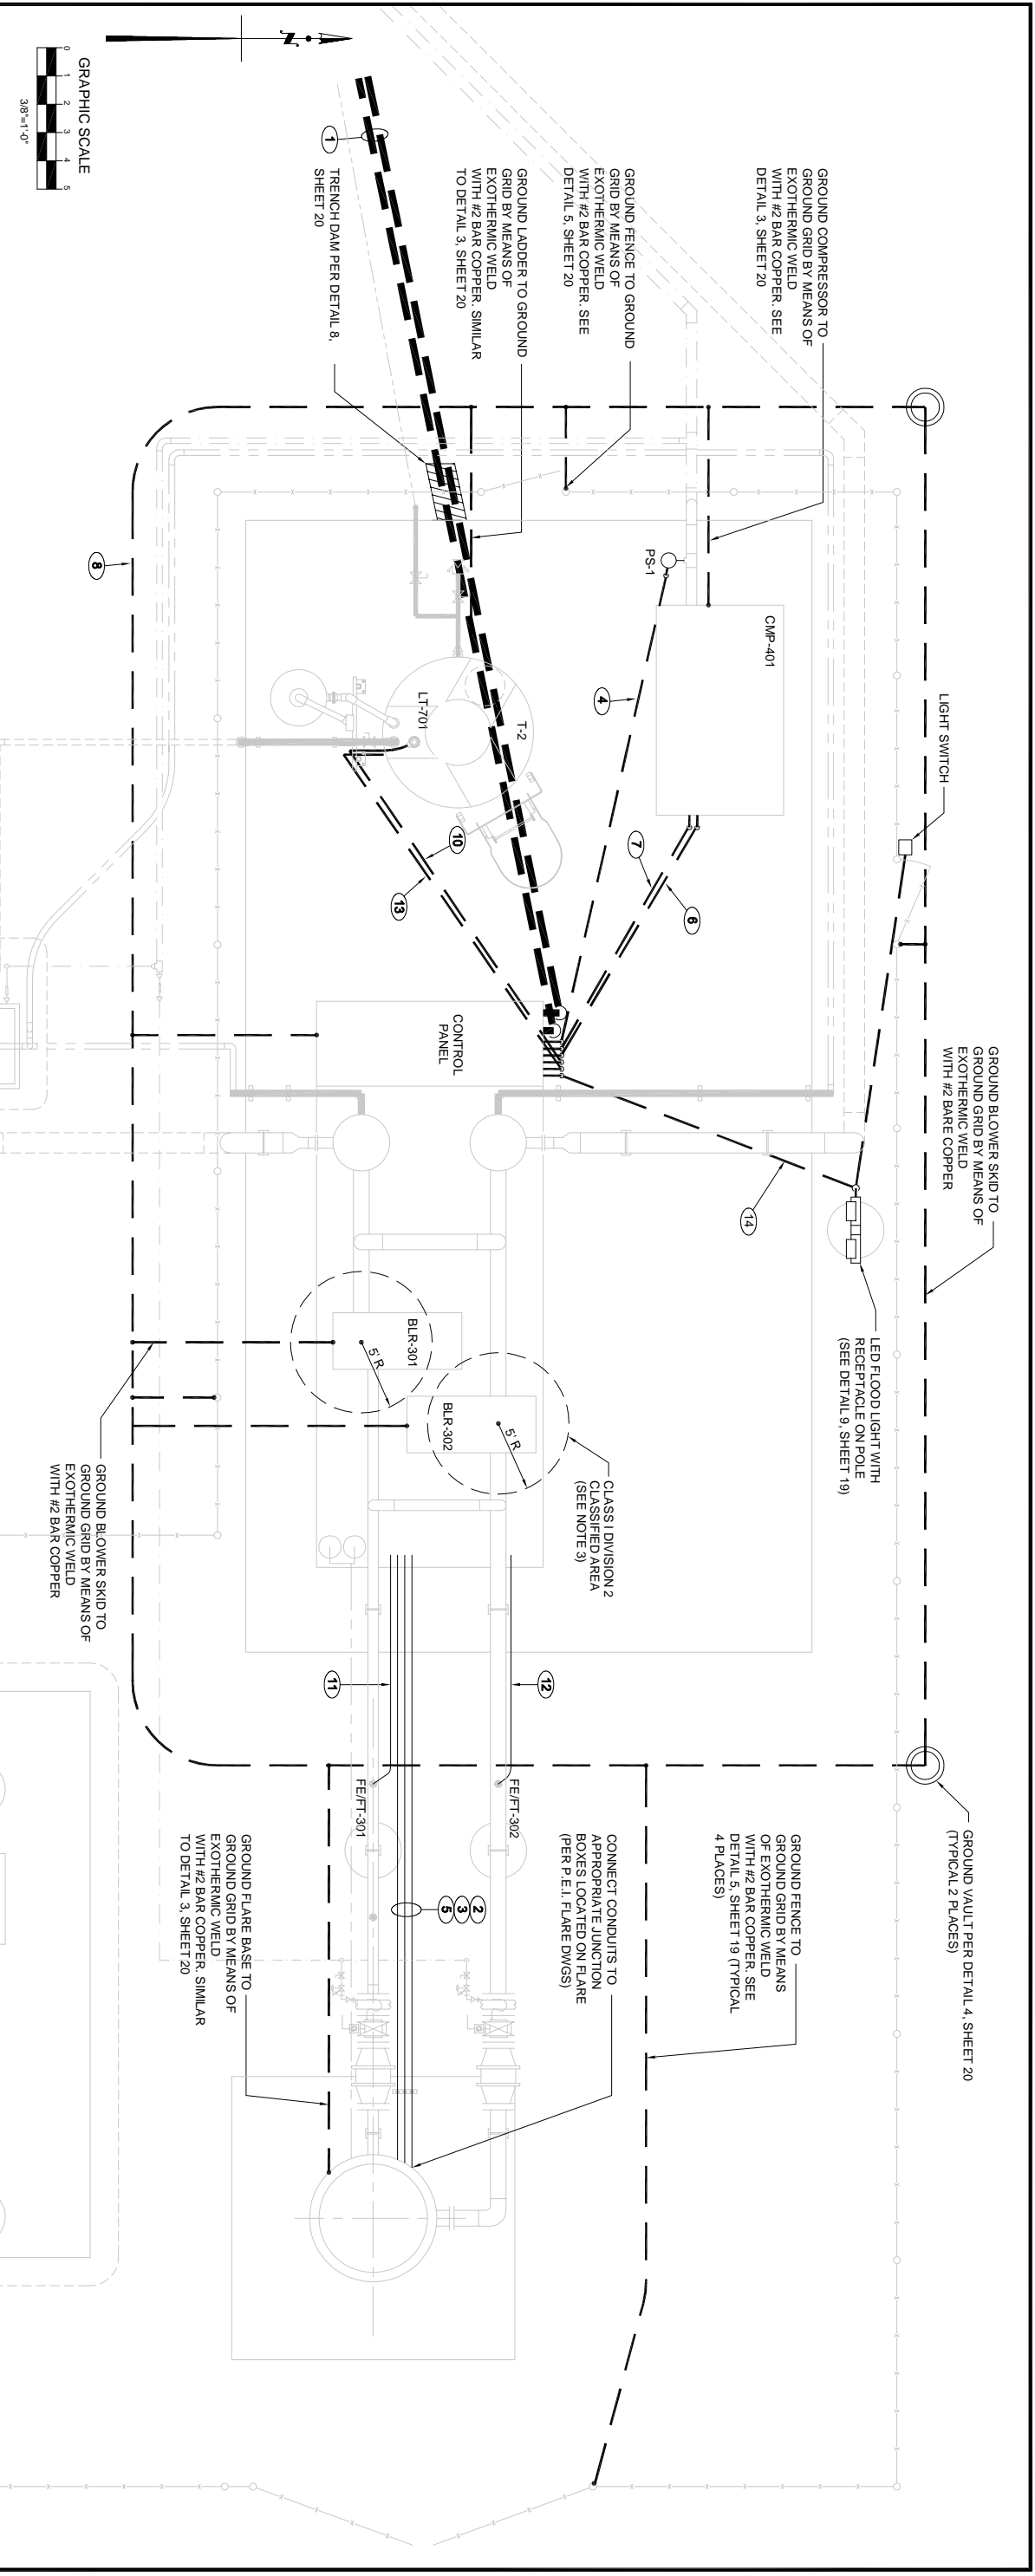 GROUND COMPRESSOR TO
GROUND GRID BY MEANS OF
EXOTHERMIC WELD
WITH #2 BAR COPPER. SEE
DETAIL 3, SHEET 20
GROUND FENCE TO GROUND
GRID BY MEANS OF
EXOTHERMIC WELD
WITH #2 BAR COPPER. SEE
DETAIL 5, SHEET 20
GROUND LADDER TO GROUND
GRID BY MEANS OF
EXOTHERMIC WELD
WITH #2 BAR COPPER. SIMILAR
TO DETAIL 3, SHEET 20
TRENCH DAM PER DETAIL 8,
SHEET 20
1
N
GRAPHIC SCALE
0 1 2 3 4 5
3/8"=1'-0"
LIGHT SWITCH
CMP-401
PS-1
4
T-2
LT-701
7
6
10
13
8
CONTROL
PANEL
GROUND BLOWER SKID TO
GROUND GRID BY MEANS OF
EXOTHERMIC WELD
WITH #2 BARE COPPER
14
LED FLOOD LIGHT WITH
RECEPTACLE ON POLE
(SEE DETAIL 9, SHEET 19)
BLR-301
5' R
BLR-302
5' R
CLASS I DIVISION 2
CLASSIFIED AREA
(SEE NOTE 3)
GROUND BLOWER SKID TO
GROUND GRID BY MEANS OF
EXOTHERMIC WELD
WITH #2 BAR COPPER
12
11
FE/FT-302
FE/FT-301
GROUND VAULT PER DETAIL 4, SHEET 20
(TYPICAL 2 PLACES)
GROUND FENCE TO
GROUND GRID BY MEANS
OF EXOTHERMIC WELD
WITH #2 BAR COPPER. SEE
DETAIL 5, SHEET 19 (TYPICAL
4 PLACES)
CONNECT CONDUITS TO
APPROPRIATE JUNCTION
BOXES LOCATED ON FLARE
(PER P.E.I. FLARE DWGS)
2
3
5
GROUND FLARE BASE TO
GROUND GRID BY MEANS OF
EXOTHERMIC WELD
WITH #2 BAR COPPER. SIMILAR
TO DETAIL 3, SHEET 20